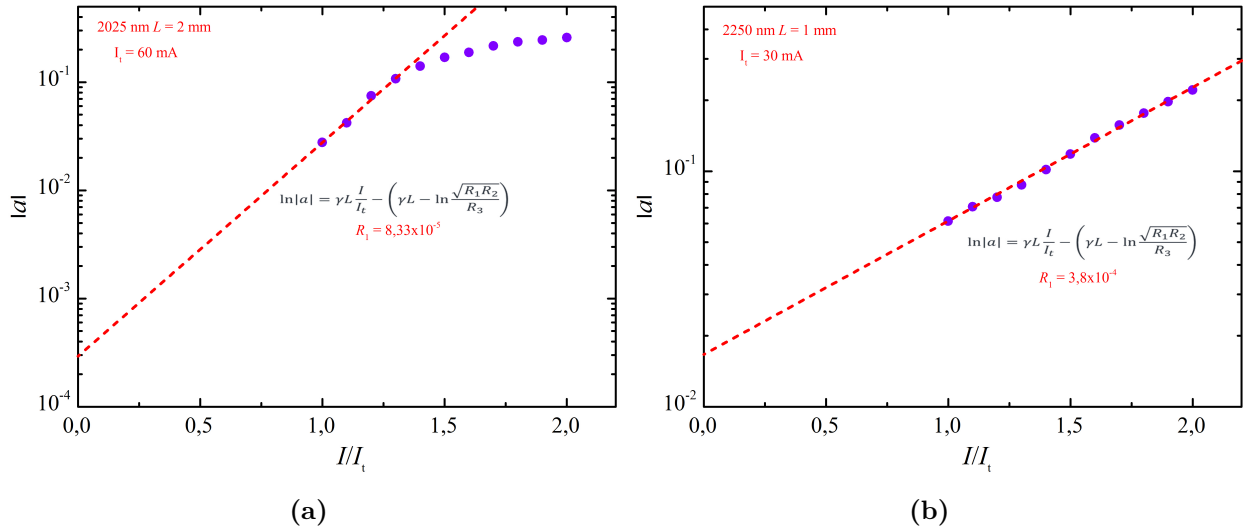 2025 nm L = 2 mm
I_t = 60 mA
10^-1
10^-2
10^-3
10^-4
|a|
ln|a| = γL I/I_t − (γL − ln √(R_1R_2)/R_3)
R_1 = 8,33x10^-5
0,0 0,5 1,0 1,5 2,0
I/I_t
(a)
2250 nm L = 1 mm
I_t = 30 mA
10^-1
10^-2
|a|
ln|a| = γL I/I_t − (γL − ln √(R_1R_2)/R_3)
R_1 = 3,8x10^-4
0,0 0,5 1,0 1,5 2,0
I/I_t
(b)